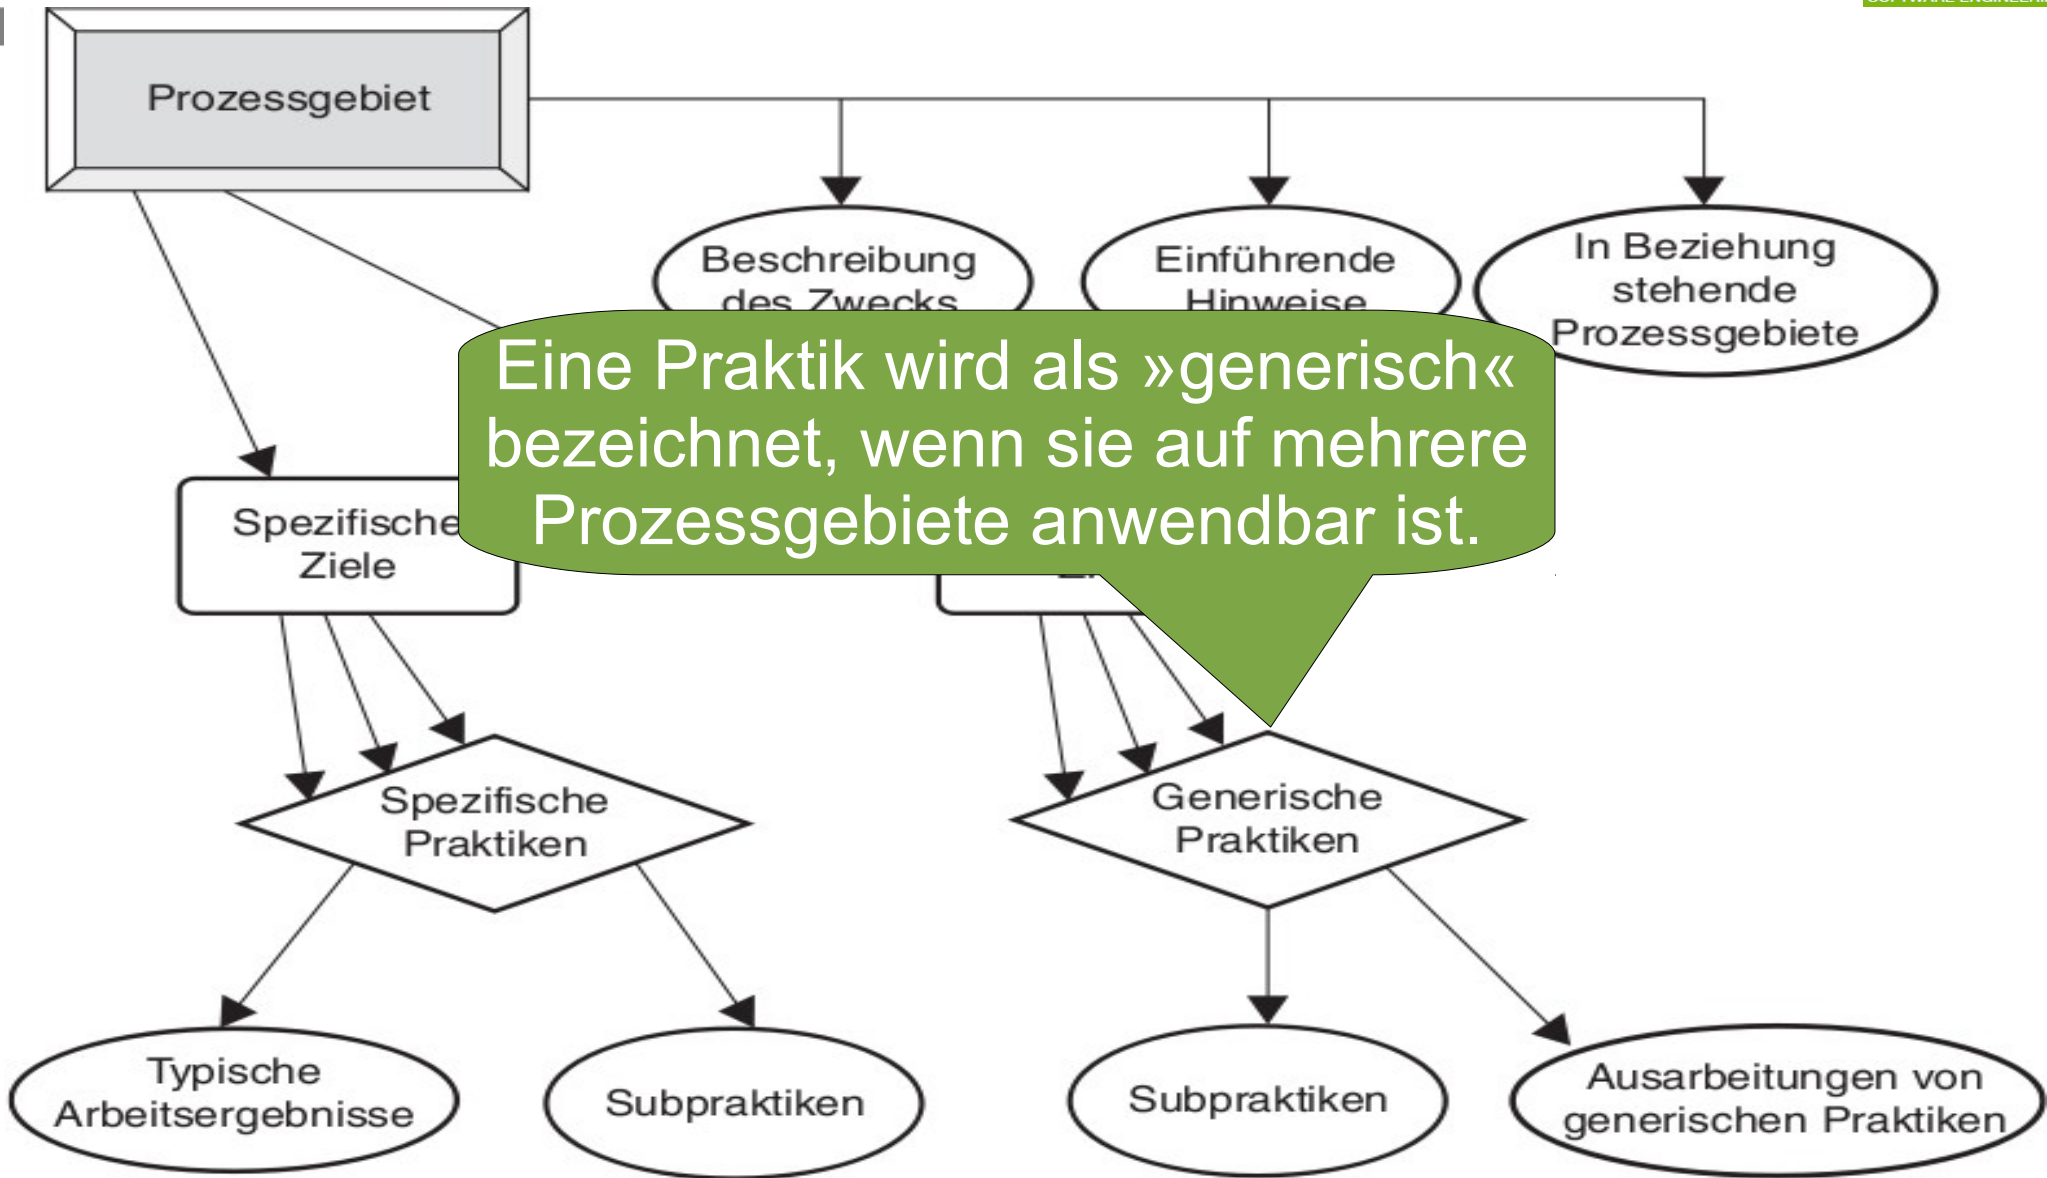 Prozessgebiet
Beschreibung
des Zwecks
Einführende
Hinweise
In Beziehung
stehende
Prozessgebiete
Eine Praktik wird als »generisch«
bezeichnet, wenn sie auf mehrere
Prozessgebiete anwendbar ist.
Spezifische
Ziele
Spezifische
Praktiken
Generische
Praktiken
Typische
Arbeitsergebnisse
Subpraktiken
Subpraktiken
Ausarbeitungen von
generischen Praktiken